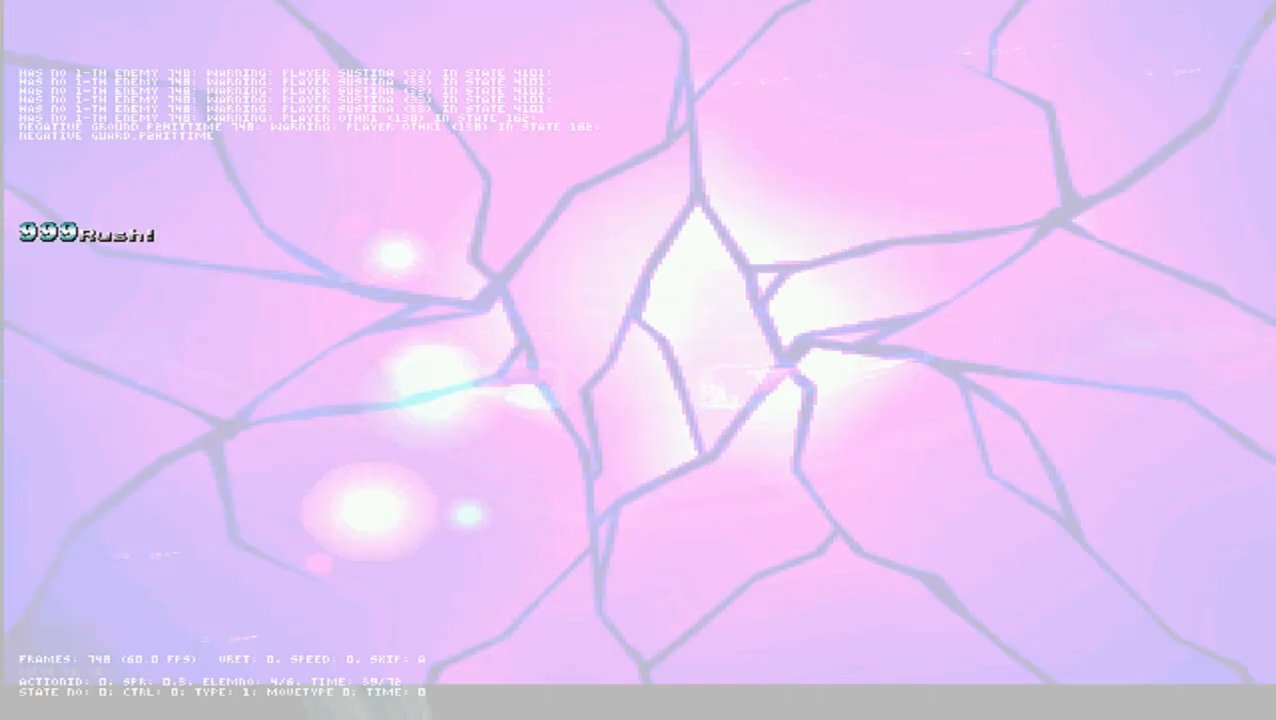 HAS NO 1-TH ENEMY 748: WARNING: PLAYER SUSTINA (33) IN STATE 4101:
HAS NO 1-TH ENEMY 748: WARNING: PLAYER SUSTINA (33) IN STATE 4101:
HAS NO 1-TH ENEMY 748: WARNING: PLAYER SUSTINA (33) IN STATE 4101:
HAS NO 1-TH ENEMY 748: WARNING: PLAYER SUSTINA (33) IN STATE 4101:
HAS NO 1-TH ENEMY 748: WARNING: PLAYER SUSTINA (33) IN STATE 4101:
HAS NO 1-TH ENEMY 748: WARNING: PLAYER OTHK1 (158) IN STATE 162:
NEGATIVE GROUND.P2HITTIME 748: WARNING: PLAYER OTHK1 (158) IN STATE 162:
NEGATIVE GUARD.P2HITTIME
999Rush!
FRAMES: 748 (60.0 FPS) VRET: 0. SPEED: 0. SKIP: A
ACTIONID: 0. SPR: 0,5. ELEMNO: 4/6. TIME: 39/72
STATE NO: 0: CTRL: 0: TYPE: 1: MOVETYPE 0: TIME: 0